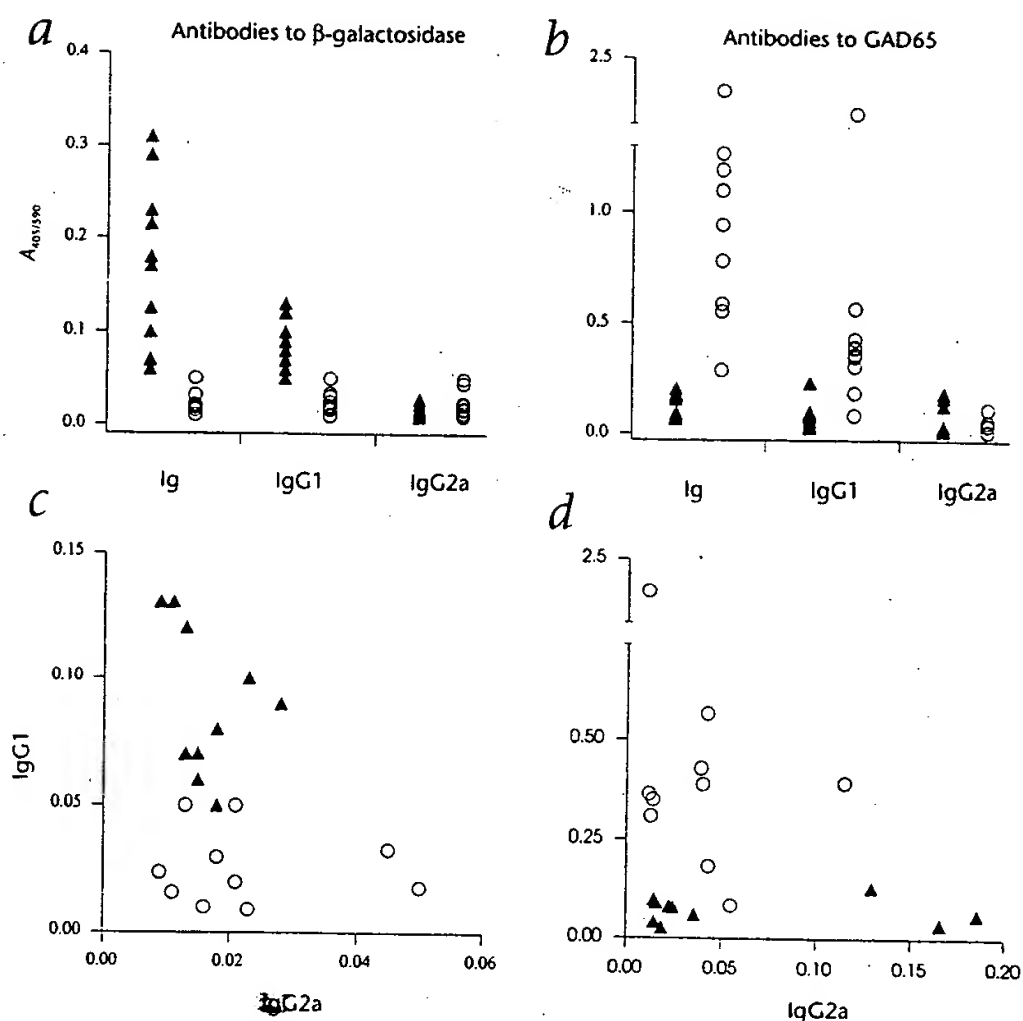 a
Antibodies to β-galactosidase
0.4
0.3
0.2
0.1
0.0
A405/590
Ig
IgG1
IgG2a
b
Antibodies to GAD65
2.5
1.0
0.5
0.0
Ig
IgG1
IgG2a
c
0.15
0.10
0.05
0.00
IgG1
0.00
0.02
0.04
0.06
IgG2a
d
2.5
0.50
0.25
0.00
0.00
0.05
0.10
0.15
0.20
IgG2a